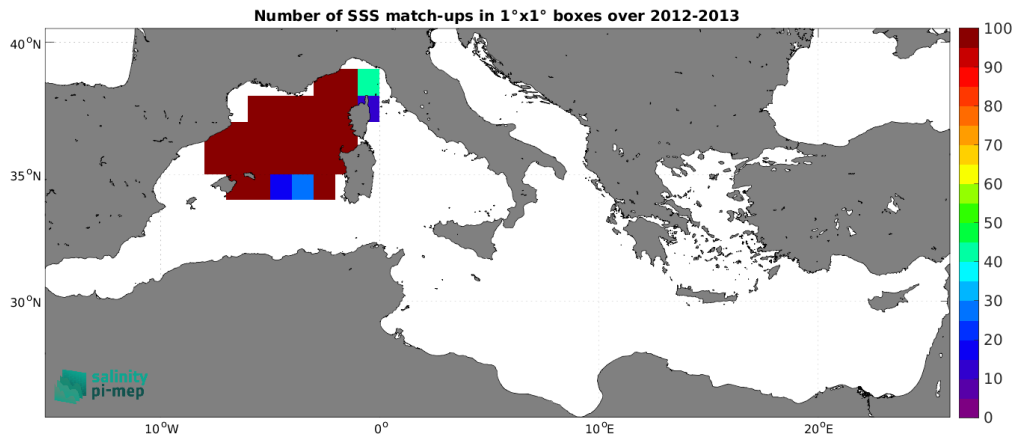 Number of SSS match-ups in 1°x1° boxes over 2012-2013
40°N
35°N
30°N
10°W
0°
10°E
20°E
100
90
80
70
60
50
40
30
20
10
0
salinity
pi-mep